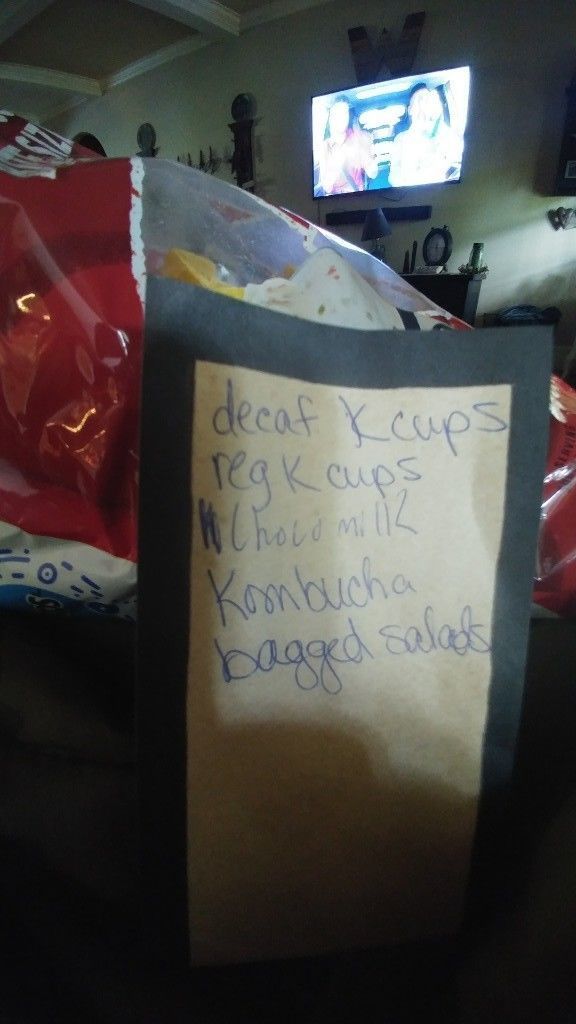 W
decaf K cups
reg K cups
Choco milk
Kombucha
bagged salads